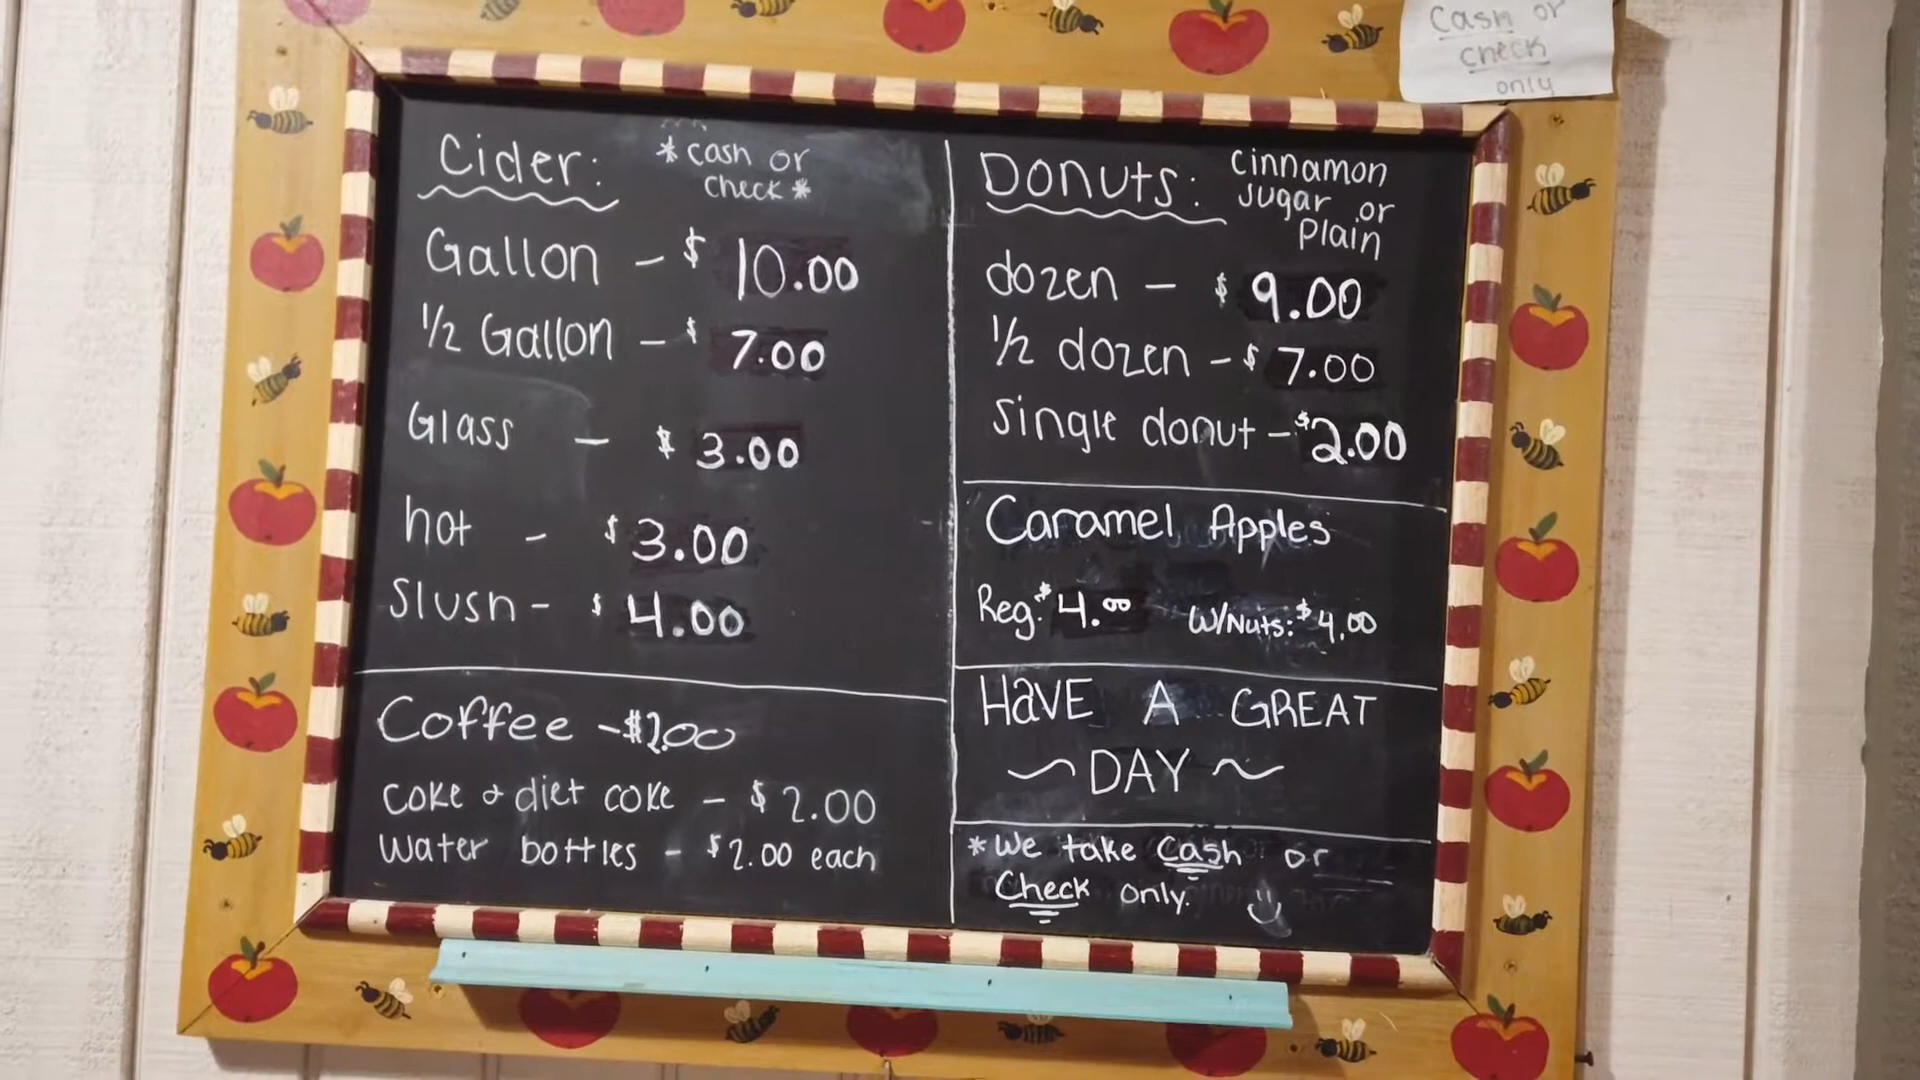 Cash or
check
only
Cider: *cash or
check*
Gallon - $10.00
1/2 Gallon - $7.00
Glass - $3.00
hot - $3.00
Slush - $4.00
Coffee - $2.00
Coke & diet coke - $2.00
Water bottles - $2.00 each
Donuts: cinnamon
sugar or
plain
dozen - $9.00
1/2 dozen - $7.00
single donut - $2.00
Caramel Apples
Reg. $4.00 W/Nuts: $4.00
HAVE A GREAT
~DAY~
*We take Cash or
Check only.